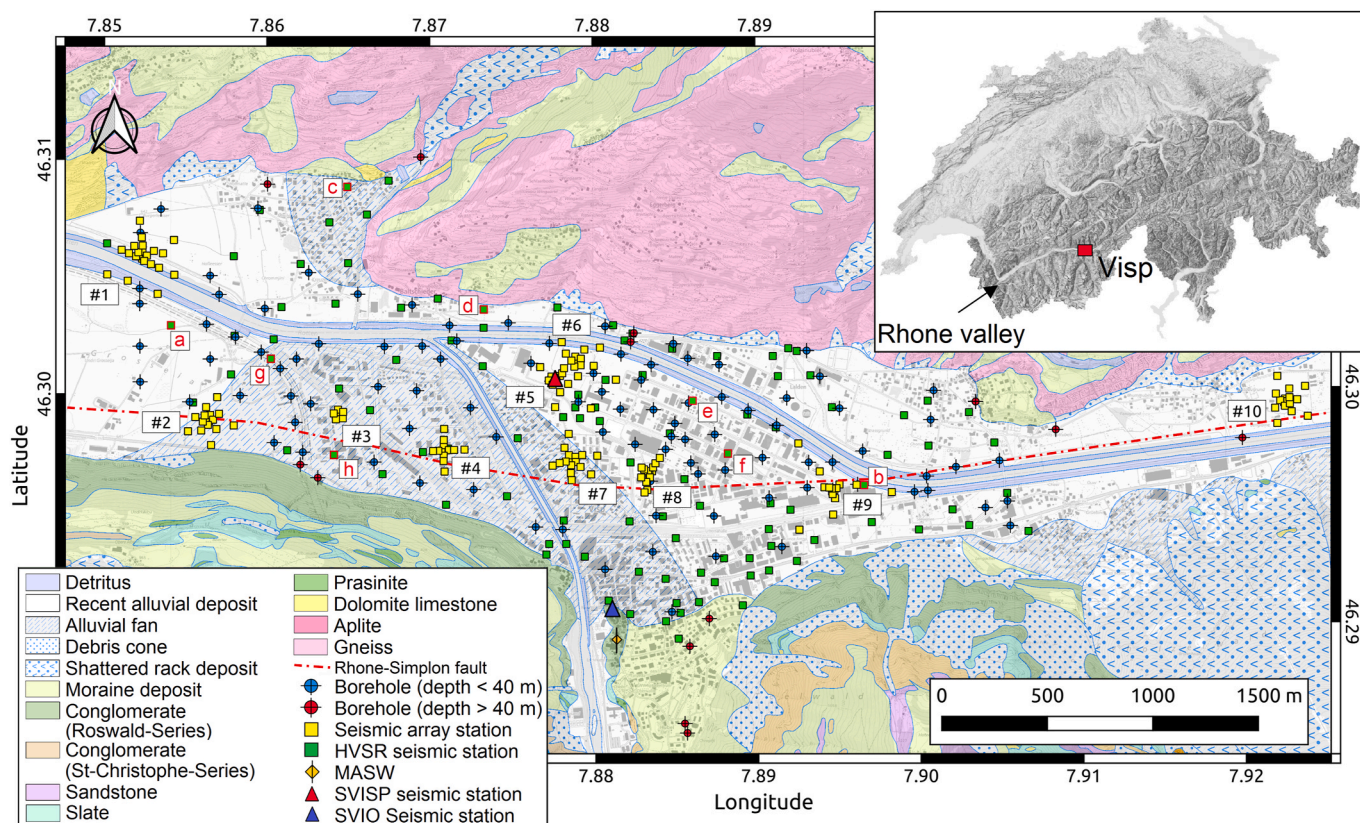 7.85
7.86
7.87
7.88
7.89
N
46.31
46.30
Latitude
46.30
46.29
Visp
Rhone valley
c
#1
d
#6
a
g
#5
e
#10
#2
#3
h
#4
f
b
#7
#8
#9
Detritus
Recent alluvial deposit
Alluvial fan
Debris cone
Shattered rack deposit
Moraine deposit
Conglomerate
(Roswald-Series)
Conglomerate
(St-Christophe-Series)
Sandstone
Slate
Prasinite
Dolomite limestone
Aplite
Gneiss
Rhone-Simplon fault
Borehole (depth < 40 m)
Borehole (depth > 40 m)
Seismic array station
HVSR seismic station
MASW
SVISP seismic station
SVIO Seismic station
0 500 1000 1500 m
7.88
7.89
7.90
7.91
7.92
Longitude